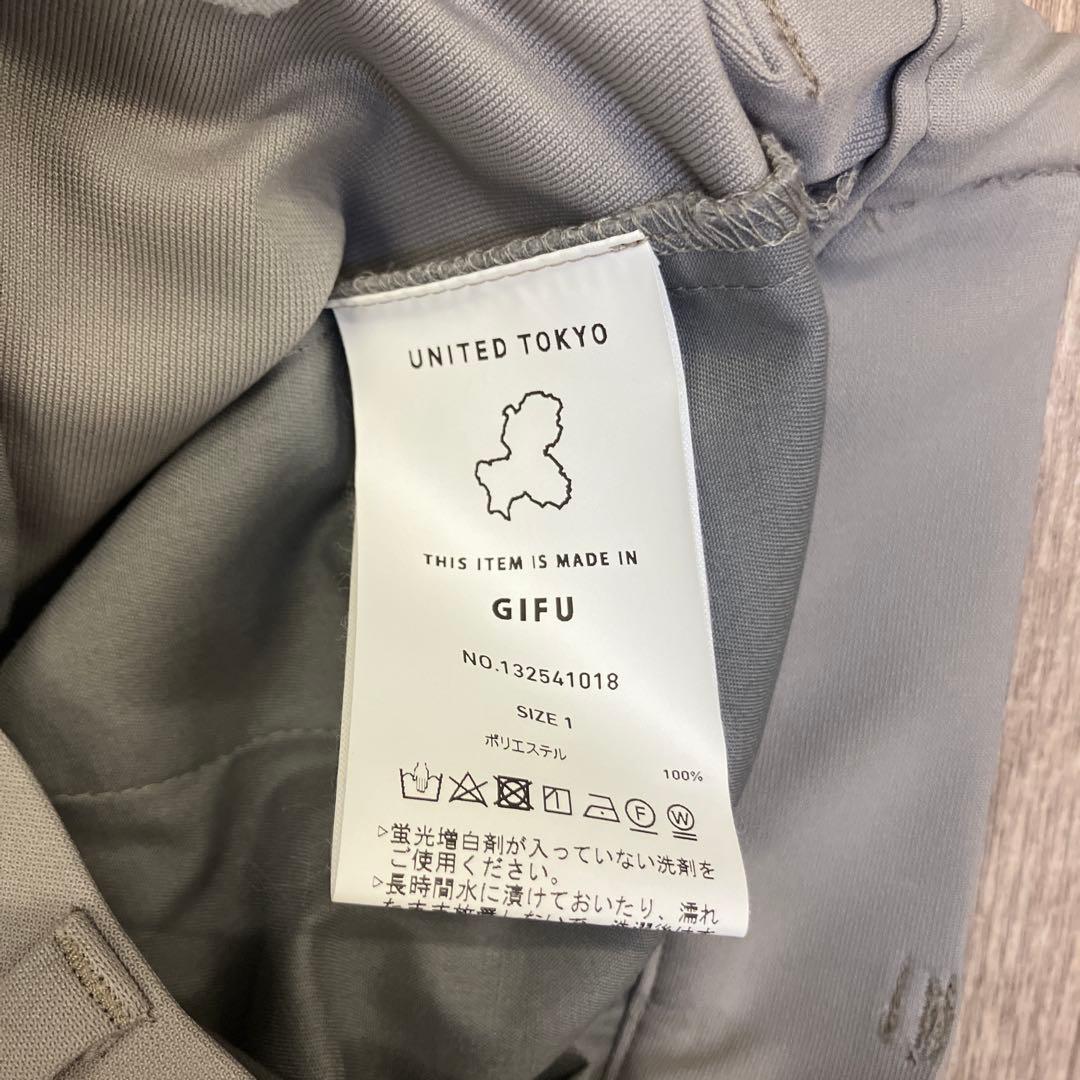 UNITED TOKYO
THIS ITEM IS MADE IN
GIFU
NO.132541018
SIZE 1
ポリエステル
100%
F
W
▷蛍光増白剤が入っていない洗剤を
ご使用ください。
▷長時間水に漬けておいたり、濡れ